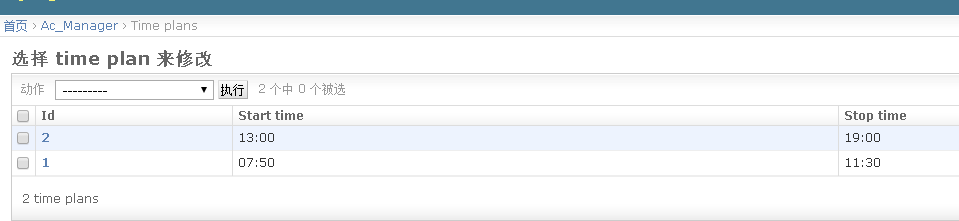 首页 › Ac_Manager › Time plans
选择 time plan 来修改
动作 --------- 执行 2 个中 0 个被选
Id Start time Stop time
2 13:00 19:00
1 07:50 11:30
2 time plans